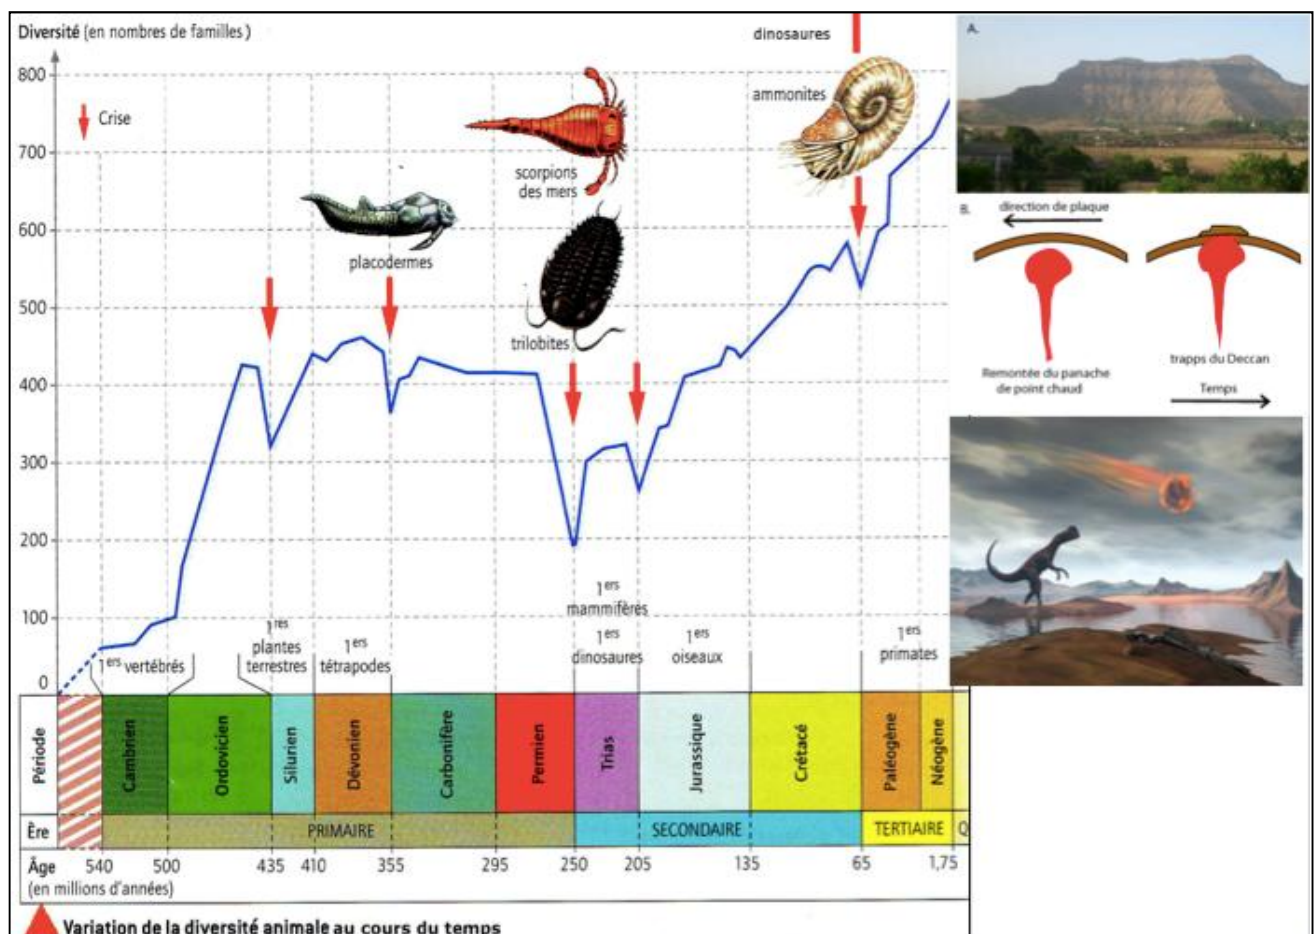 Diversité (en nombres de familles)
800
700
600
500
400
300
200
100
0
Crise
placodermes
scorpions
des mers
trilobites
dinosaures
ammonites
1ers vertébrés
1res
plantes
terrestres
1ers
tétrapodes
1ers
mammifères
1ers
dinosaures
1ers
oiseaux
1ers
primates
Période
Cambrien
Ordovicien
Silurien
Dévonien
Carbonifère
Permien
Trias
Jurassique
Crétacé
Paléogène
Néogène
Ère
PRIMAIRE
SECONDAIRE
TERTIAIRE
Q
Âge
(en millions d'années)
540 500 435 410 355 295 250 205 135 65 1,75
Variation de la diversité animale au cours du temps
A.
B.
direction de plaque
Remontée du panache
de point chaud
trapps du Deccan
Temps